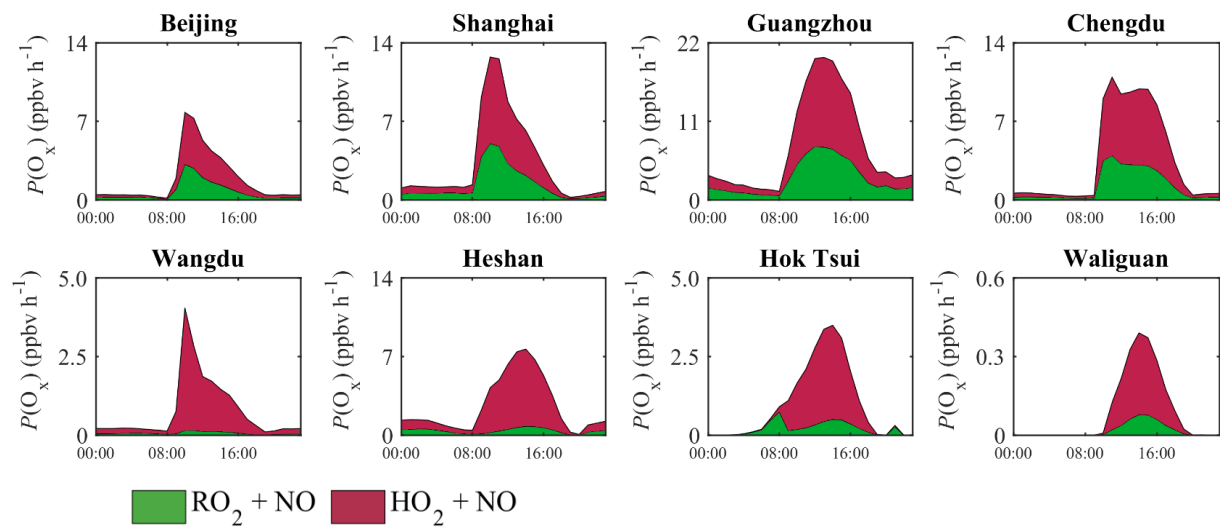 Beijing
Shanghai
Guangzhou
Chengdu
P(Oₓ) (ppbv h⁻¹)
14
7
0
00:00 08:00 16:00
P(Oₓ) (ppbv h⁻¹)
14
7
0
00:00 08:00 16:00
P(Oₓ) (ppbv h⁻¹)
22
11
0
00:00 08:00 16:00
P(Oₓ) (ppbv h⁻¹)
14
7
0
00:00 08:00 16:00
Wangdu
Heshan
Hok Tsui
Waliguan
P(Oₓ) (ppbv h⁻¹)
5.0
2.5
0
00:00 08:00 16:00
P(Oₓ) (ppbv h⁻¹)
14
7
0
00:00 08:00 16:00
P(Oₓ) (ppbv h⁻¹)
5.0
2.5
0
00:00 08:00 16:00
P(Oₓ) (ppbv h⁻¹)
0.6
0.3
0
00:00 08:00 16:00
RO₂ + NO
HO₂ + NO